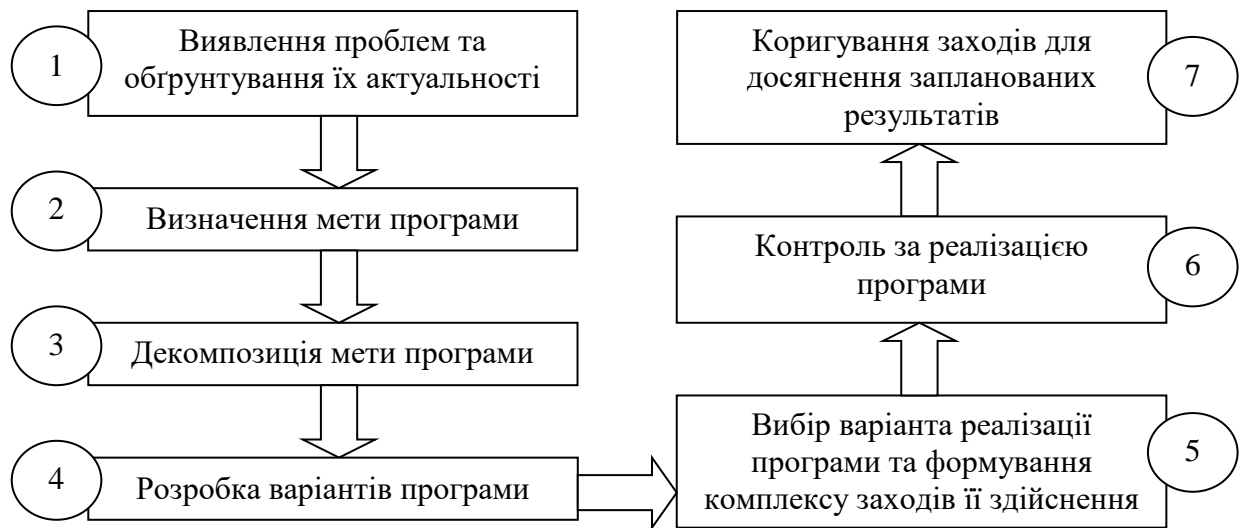 1
Виявлення проблем та
обґрунтування їх актуальності
2
Визначення мети програми
3
Декомпозиція мети програми
4
Розробка варіантів програми
5
Вибір варіанта реалізації
програми та формування
комплексу заходів її здійснення
6
Контроль за реалізацією
програми
7
Коригування заходів для
досягнення запланованих
результатів